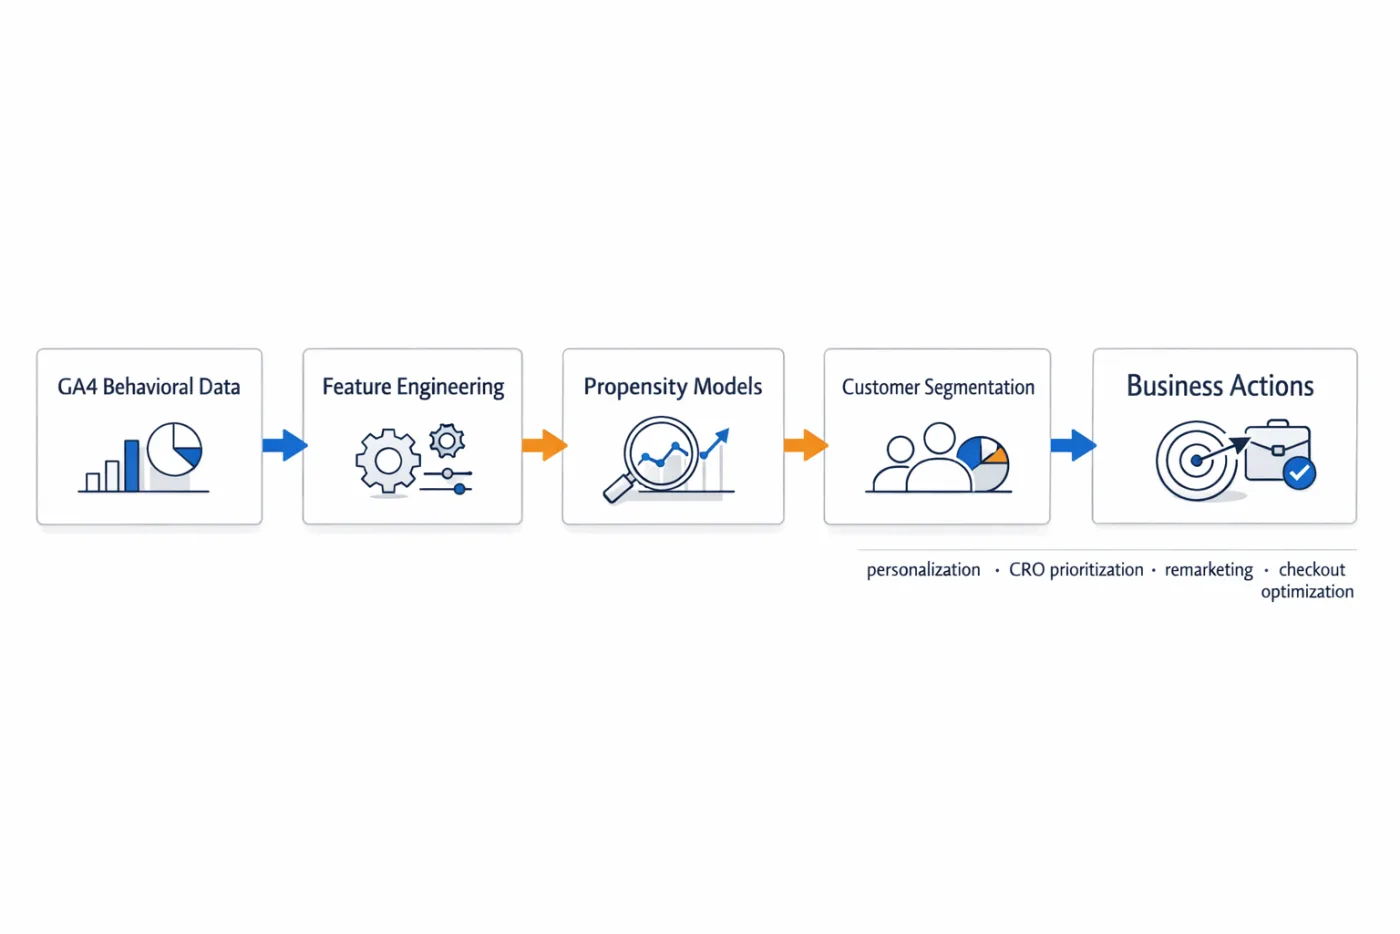 GA4 Behavioral Data
Feature Engineering
Propensity Models
Customer Segmentation
Business Actions
personalization · CRO prioritization · remarketing · checkout
optimization